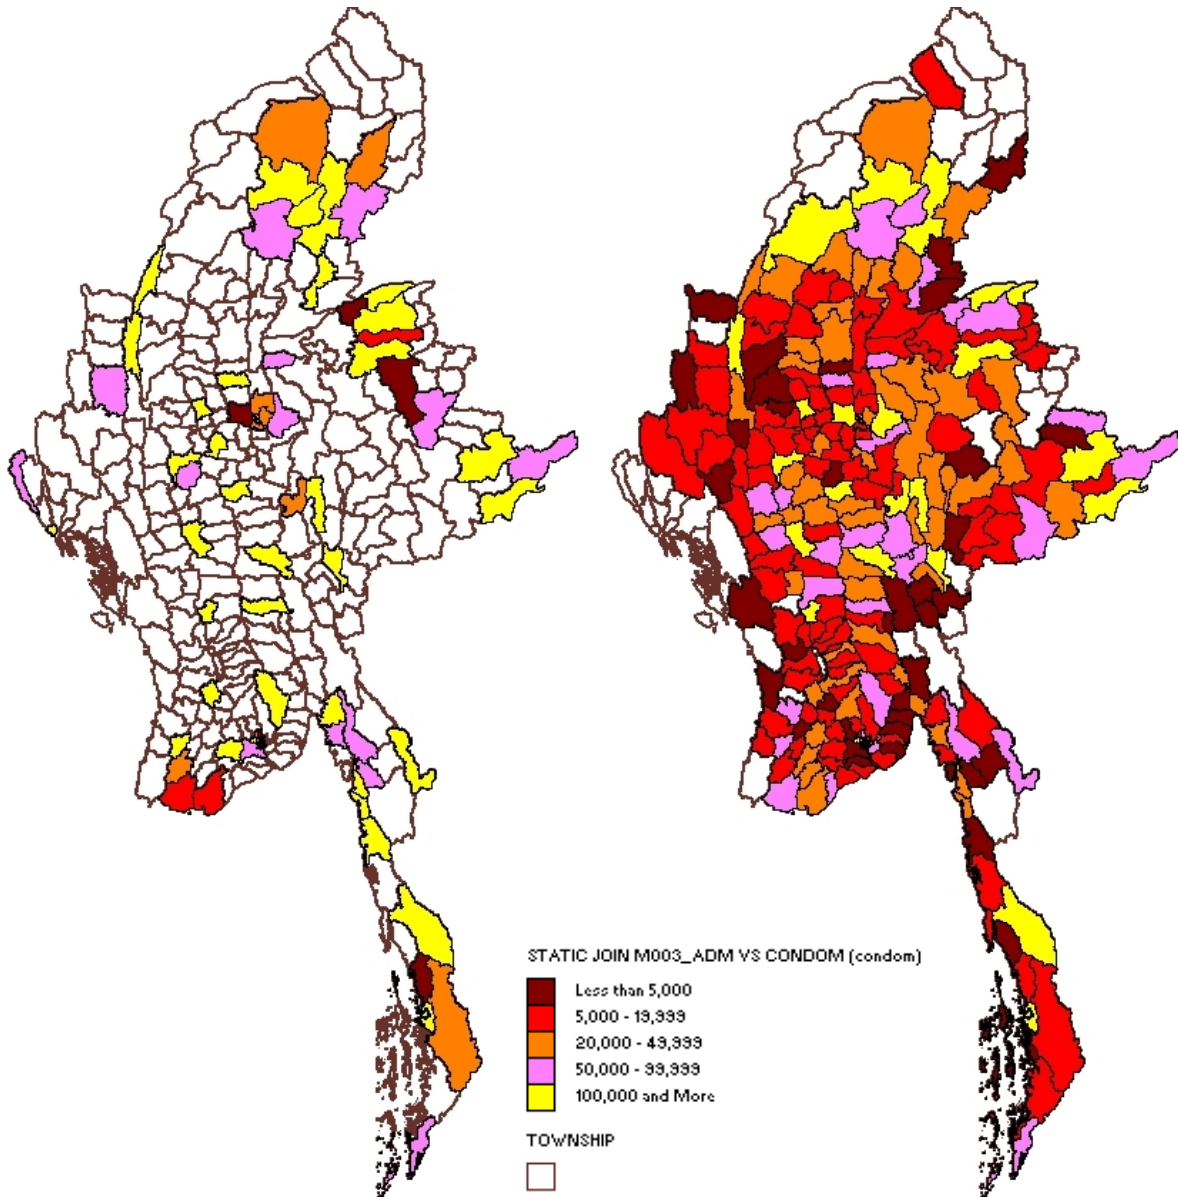 STATIC JOIN M003_ADM VS CONDOM (condom)
Less than 5,000
5,000 - 19,999
20,000 - 49,999
50,000 - 99,999
100,000 and More
TOWNSHIP